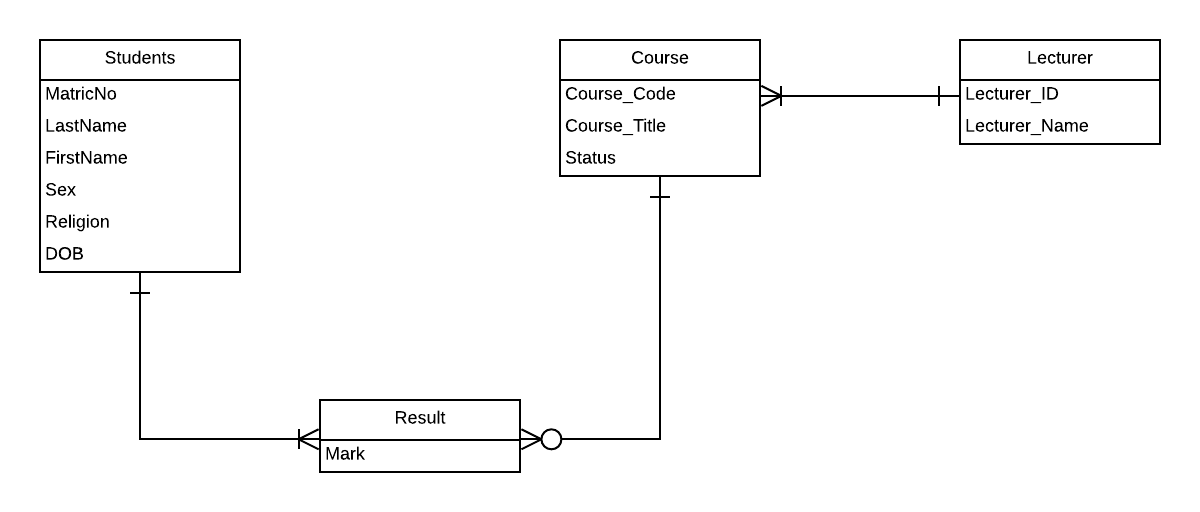 Students
MatricNo
LastName
FirstName
Sex
Religion
DOB
Course
Course_Code
Course_Title
Status
Lecturer
Lecturer_ID
Lecturer_Name
Result
Mark